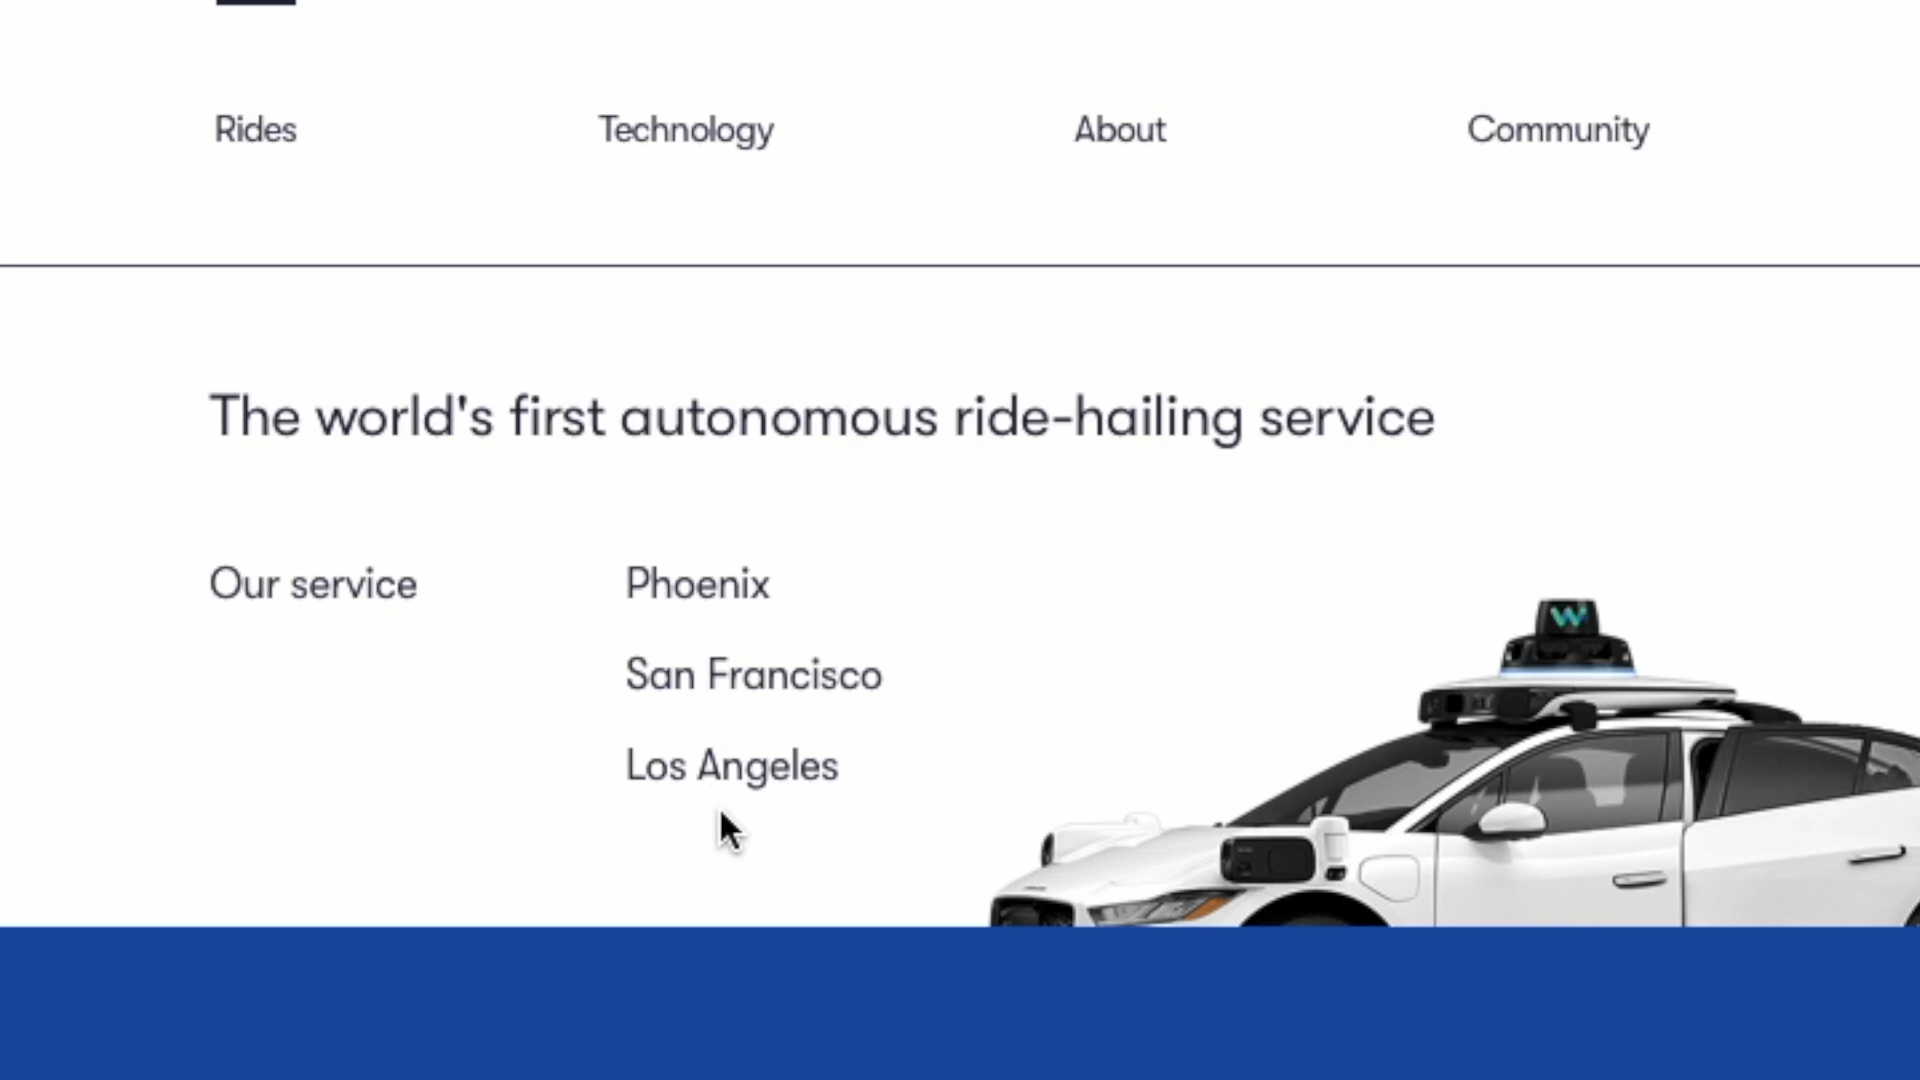 Rides Technology About Community
The world's first autonomous ride-hailing service
Our service Phoenix
San Francisco
Los Angeles